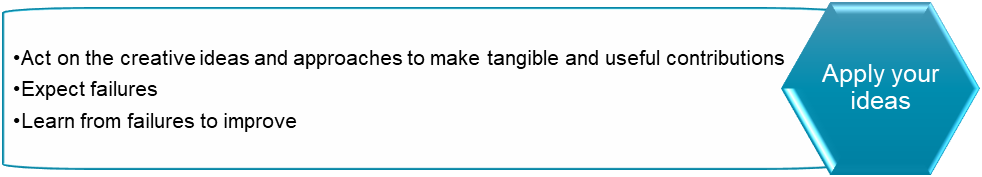 •Act on the creative ideas and approaches to make tangible and useful contributions
•Expect failures
•Learn from failures to improve
Apply your
ideas